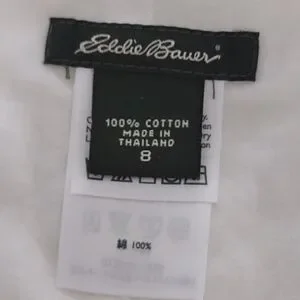 Eddie Bauer®
100% COTTON
MADE IN
THAILAND
8
綿 100%